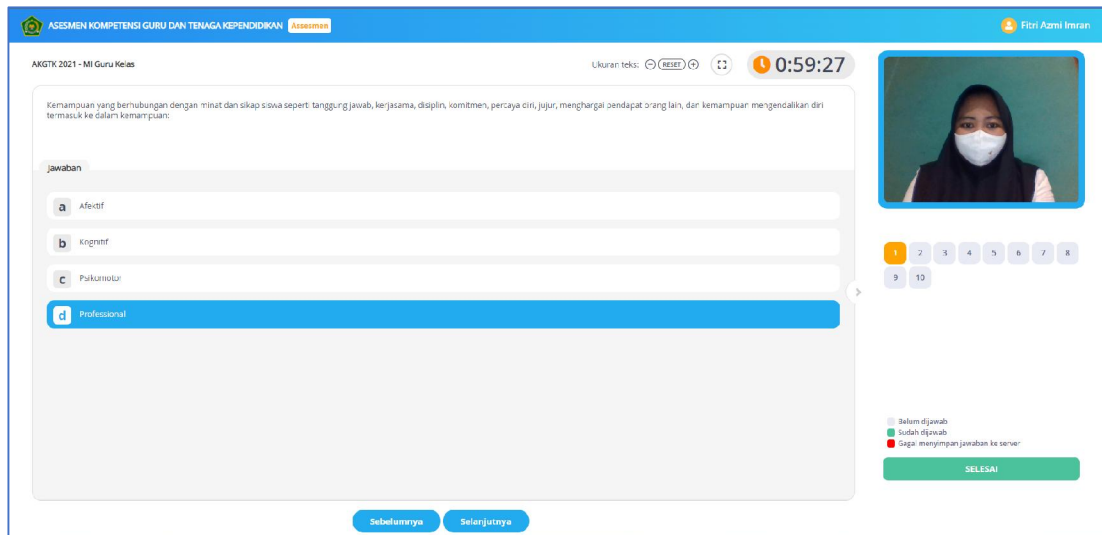 ASESMEN KOMPETENSI GURU DAN TENAGA KEPENDIDIKAN Assesmen
Fitri Azmi Imran
AKGTK 2021 - MI Guru Kelas
Ukuran teks: RESET
0:59:27
Kemampuan yang berhubungan dengan minat dan sikap siswa seperti tanggung jawab, kerjasama, disiplin, komitmen, percaya diri, jujur, menghargai pendapat orang lain, dan kemampuan mengendalikan diri
termasuk ke dalam kemampuan:
Jawaban
a Afektif
b Kognitif
c Psikomotor
d Professional
1 2 3 4 5 6 7 8
9 10
Belum dijawab
Sudah dijawab
Gagal menyimpan jawaban ke server
SELESAI
Sebelumnya Selanjutnya